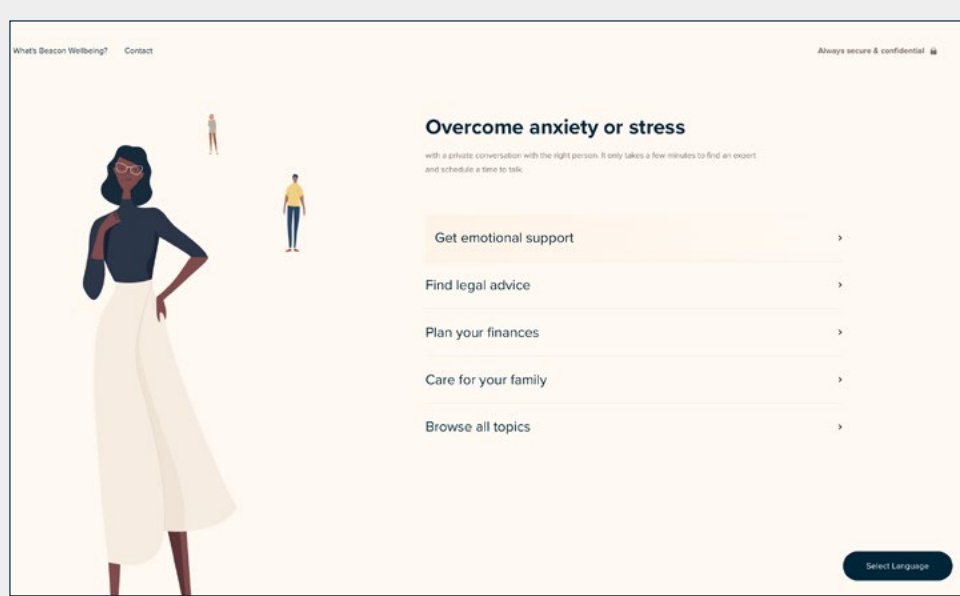 What's Beacon Wellbeing? Contact
Always secure & confidential
Overcome anxiety or stress
with a private conversation with the right person. It only takes a few minutes to find an expert
and schedule a time to talk.
Get emotional support
Find legal advice
Plan your finances
Care for your family
Browse all topics
Select Language